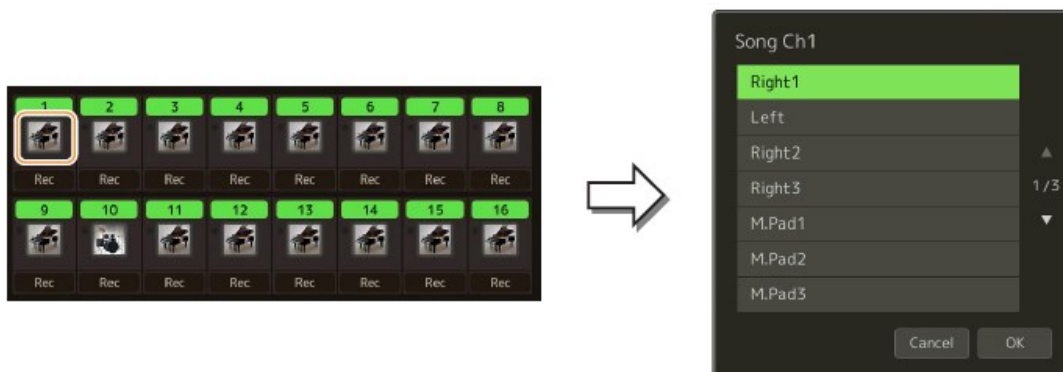 1 2 3 4 5 6 7 8
Rec Rec Rec Rec Rec Rec Rec Rec
9 10 11 12 13 14 15 16
Rec Rec Rec Rec Rec Rec Rec Rec
Song Ch1
Right1
Left
Right2
Right3
1/3
M.Pad1
M.Pad2
M.Pad3
Cancel OK